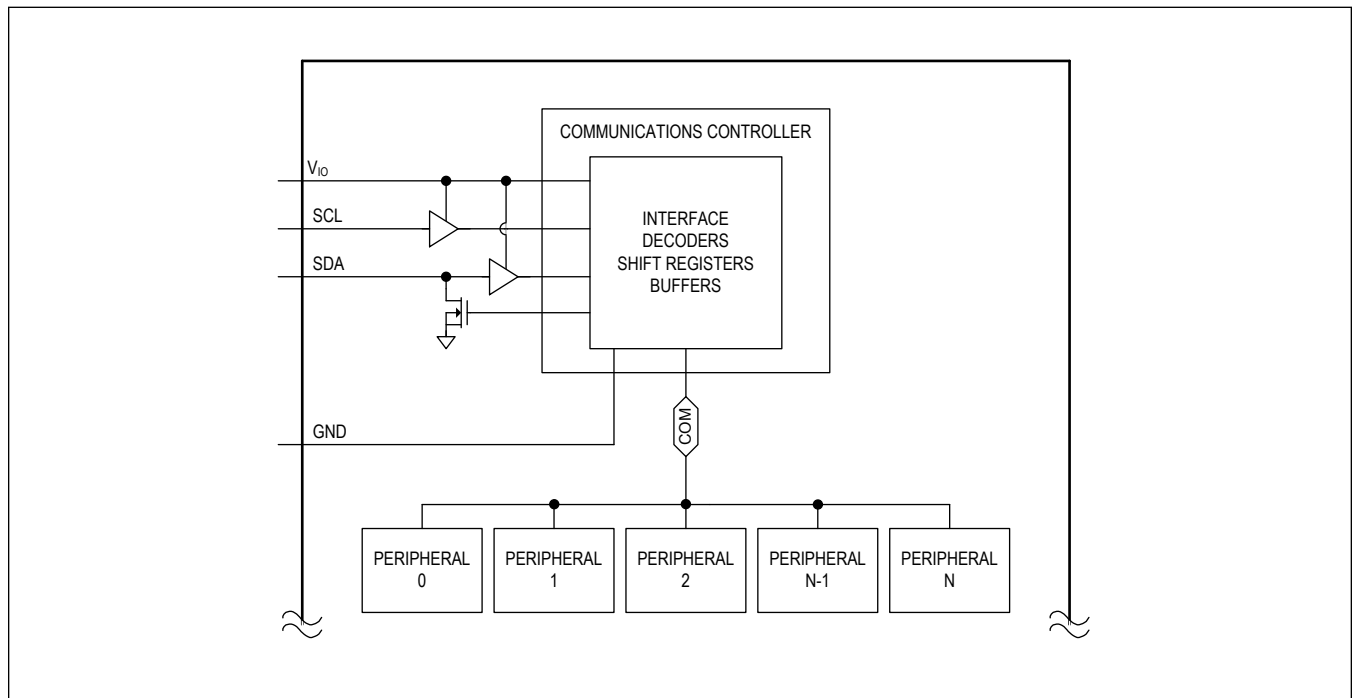 COMMUNICATIONS CONTROLLER
VIO
SCL
SDA
INTERFACE
DECODERS
SHIFT REGISTERS
BUFFERS
GND
COM
PERIPHERAL
0
PERIPHERAL
1
PERIPHERAL
2
PERIPHERAL
N-1
PERIPHERAL
N